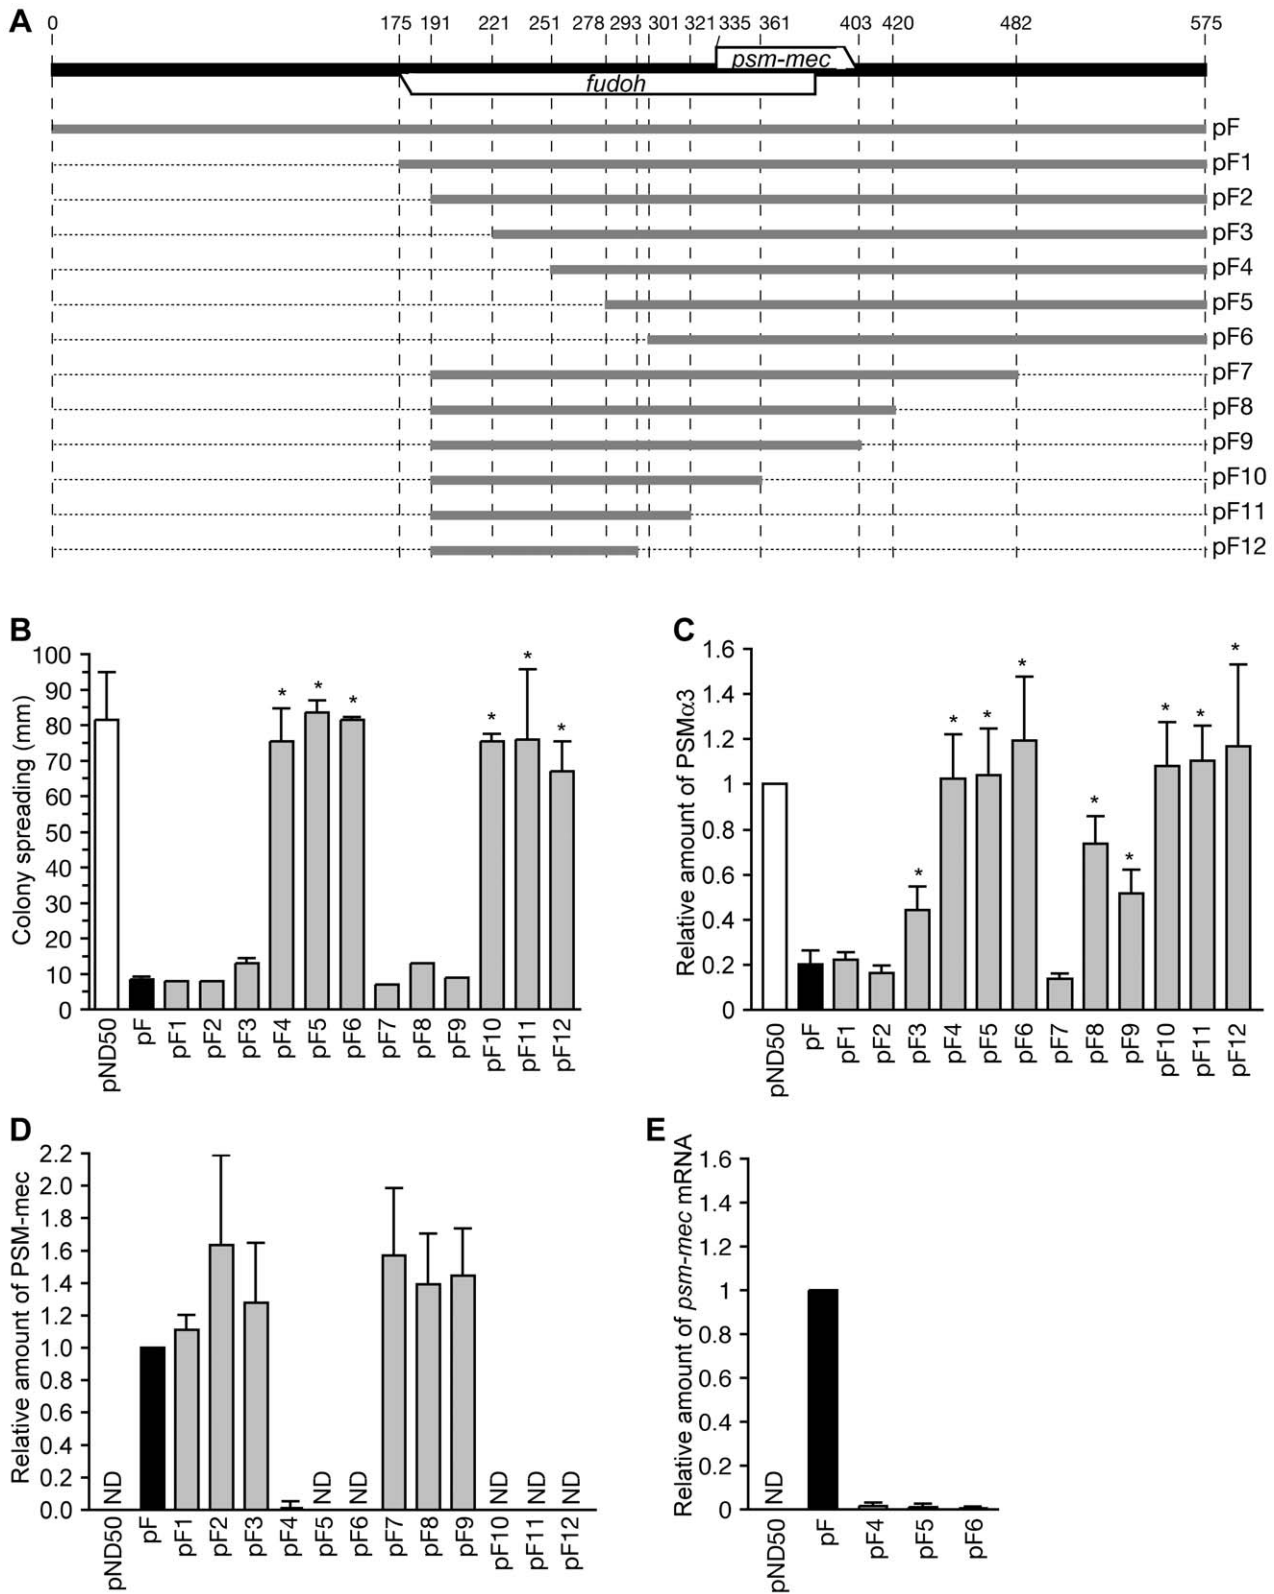 A
0 175 191 221 251 278 293 301 321 335 361 403 420 482 575
psm-mec
fudoh
pF
pF1
pF2
pF3
pF4
pF5
pF6
pF7
pF8
pF9
pF10
pF11
pF12
B
Colony spreading (mm)
100
90
80
70
60
50
40
30
20
10
0
* * * * * *
pND50 pF pF1 pF2 pF3 pF4 pF5 pF6 pF7 pF8 pF9 pF10 pF11 pF12
C
Relative amount of PSMα3
1.6
1.4
1.2
1
0.8
0.6
0.4
0.2
0
* * * * * * * * *
pND50 pF pF1 pF2 pF3 pF4 pF5 pF6 pF7 pF8 pF9 pF10 pF11 pF12
D
Relative amount of PSM-mec
2.2
2.0
1.8
1.6
1.4
1.2
1.0
0.8
0.6
0.4
0.2
0.0
ND ND ND ND ND ND
pND50 pF pF1 pF2 pF3 pF4 pF5 pF6 pF7 pF8 pF9 pF10 pF11 pF12
E
Relative amount of psm-mec mRNA
1.6
1.4
1.2
1
0.8
0.6
0.4
0.2
0
ND
pND50 pF pF4 pF5 pF6